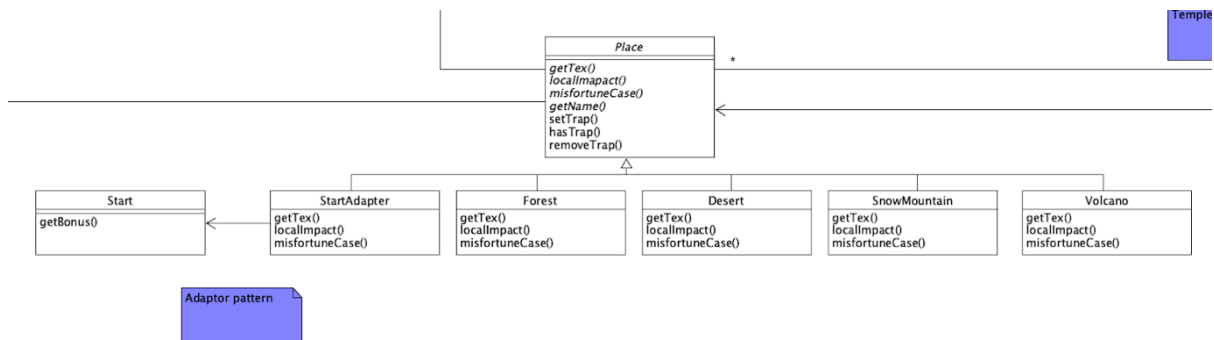 Temple
Place
*
getTex()
localImapact()
misfortuneCase()
getName()
setTrap()
hasTrap()
removeTrap()
Start
getBonus()
StartAdapter
getTex()
localImpact()
misfortuneCase()
Forest
getTex()
localImpact()
misfortuneCase()
Desert
getTex()
localImpact()
misfortuneCase()
SnowMountain
getTex()
localImpact()
misfortuneCase()
Volcano
getTex()
localImpact()
misfortuneCase()
Adaptor pattern